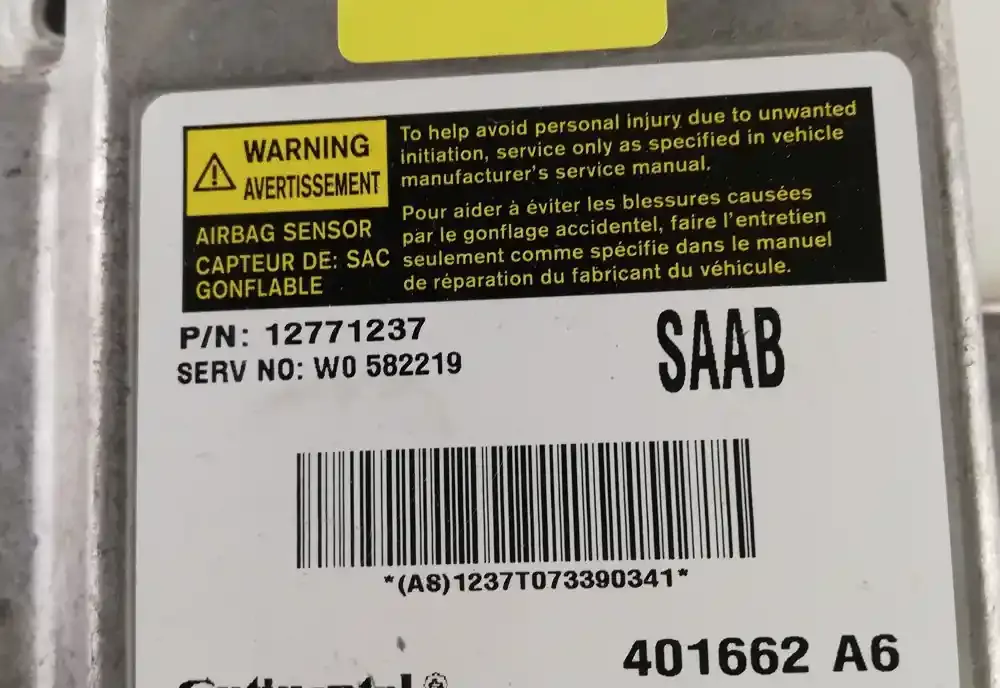 WARNING
AVERTISSEMENT
AIRBAG SENSOR
CAPTEUR DE: SAC
GONFLABLE
To help avoid personal injury due to unwanted
initiation, service only as specified in vehicle
manufacturer's service manual.
Pour aider à éviter les blessures causées
par le gonflage accidentel, faire l'entretien
seulement comme spécifie dans le manuel
de réparation du fabricant du véhicule.
P/N: 12771237
SERV NO: W0 582219
SAAB
*(A8)1237T073390341*
401662 A6
Continental